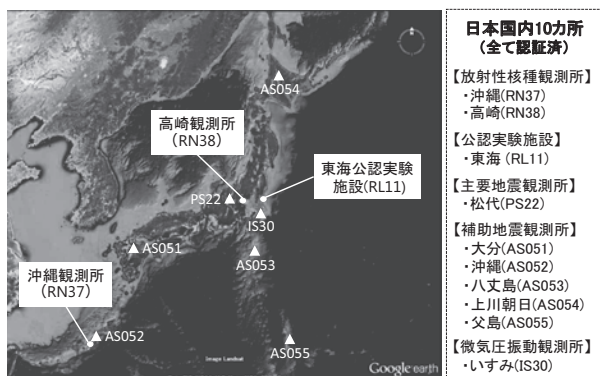 AS054
高崎観測所
（RN38）
東海公認実験
施設(RL11)
PS22
IS30
AS051
AS053
沖縄観測所
（RN37）
AS052
AS055
Image Landsat
Google earth
日本国内10カ所
(全て認証済)
【放射性核種観測所】
・沖縄(RN37)
・高崎(RN38)
【公認実験施設】
・東海 (RL11)
【主要地震観測所】
・松代(PS22)
【補助地震観測所】
・大分(AS051)
・沖縄(AS052)
・八丈島(AS053)
・上川朝日(AS054)
・父島(AS055)
【微気圧振動観測所】
・いすみ(IS30)